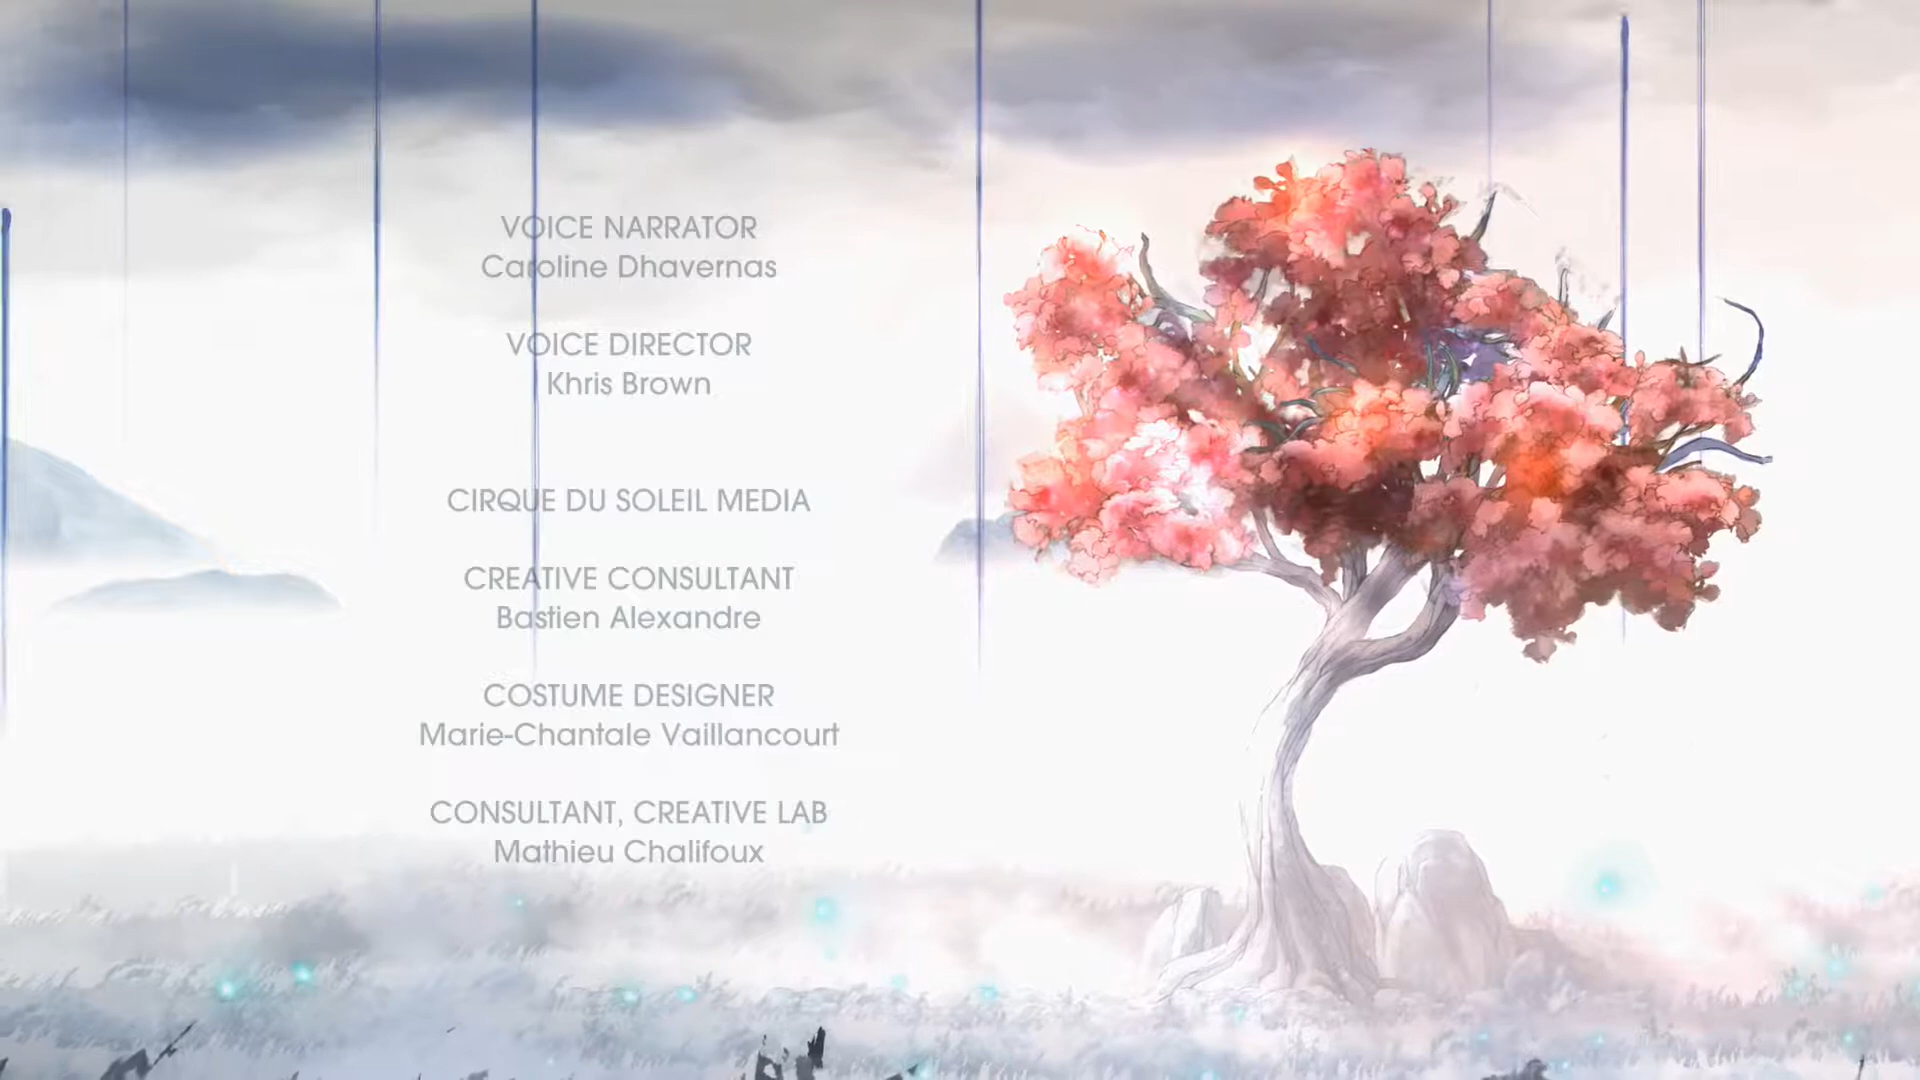 VOICE NARRATOR
Caroline Dhavernas
VOICE DIRECTOR
Khris Brown
CIRQUE DU SOLEIL MEDIA
CREATIVE CONSULTANT
Bastien Alexandre
COSTUME DESIGNER
Marie-Chantale Vaillancourt
CONSULTANT, CREATIVE LAB
Mathieu Chalifoux